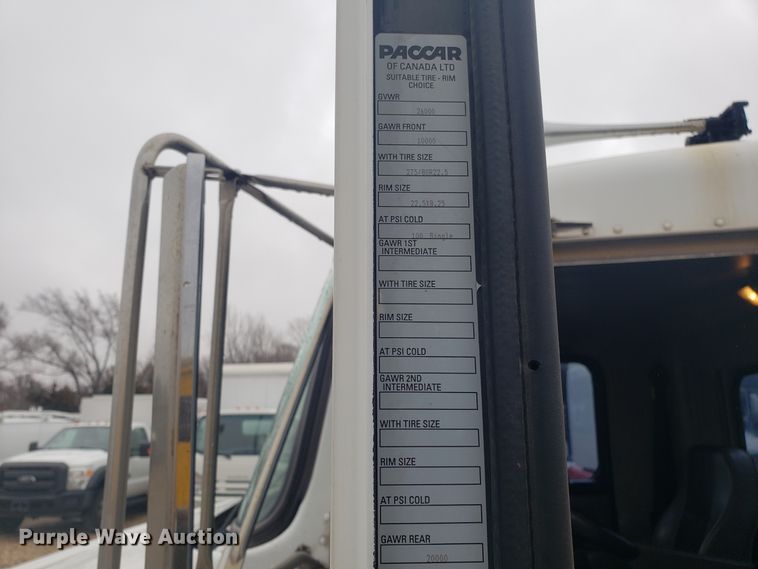 PACCAR
OF CANADA LTD
SUITABLE TIRE - RIM
CHOICE
GVWR
26000
GAWR FRONT
10000
WITH TIRE SIZE
275/80R22.5
RIM SIZE
22.5X8.25
AT PSI COLD
100 Single
GAWR 1ST
INTERMEDIATE
WITH TIRE SIZE
RIM SIZE
AT PSI COLD
GAWR 2ND
INTERMEDIATE
WITH TIRE SIZE
RIM SIZE
AT PSI COLD
GAWR REAR
20000
Purple Wave Auction